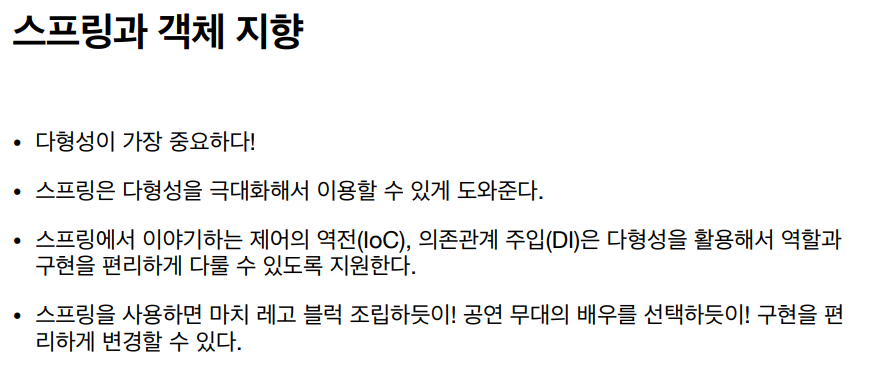 스프링과 객체 지향
• 다형성이 가장 중요하다!
• 스프링은 다형성을 극대화해서 이용할 수 있게 도와준다.
• 스프링에서 이야기하는 제어의 역전(IoC), 의존관계 주입(DI)은 다형성을 활용해서 역할과
구현을 편리하게 다룰 수 있도록 지원한다.
• 스프링을 사용하면 마치 레고 블럭 조립하듯이! 공연 무대의 배우를 선택하듯이! 구현을 편
리하게 변경할 수 있다.